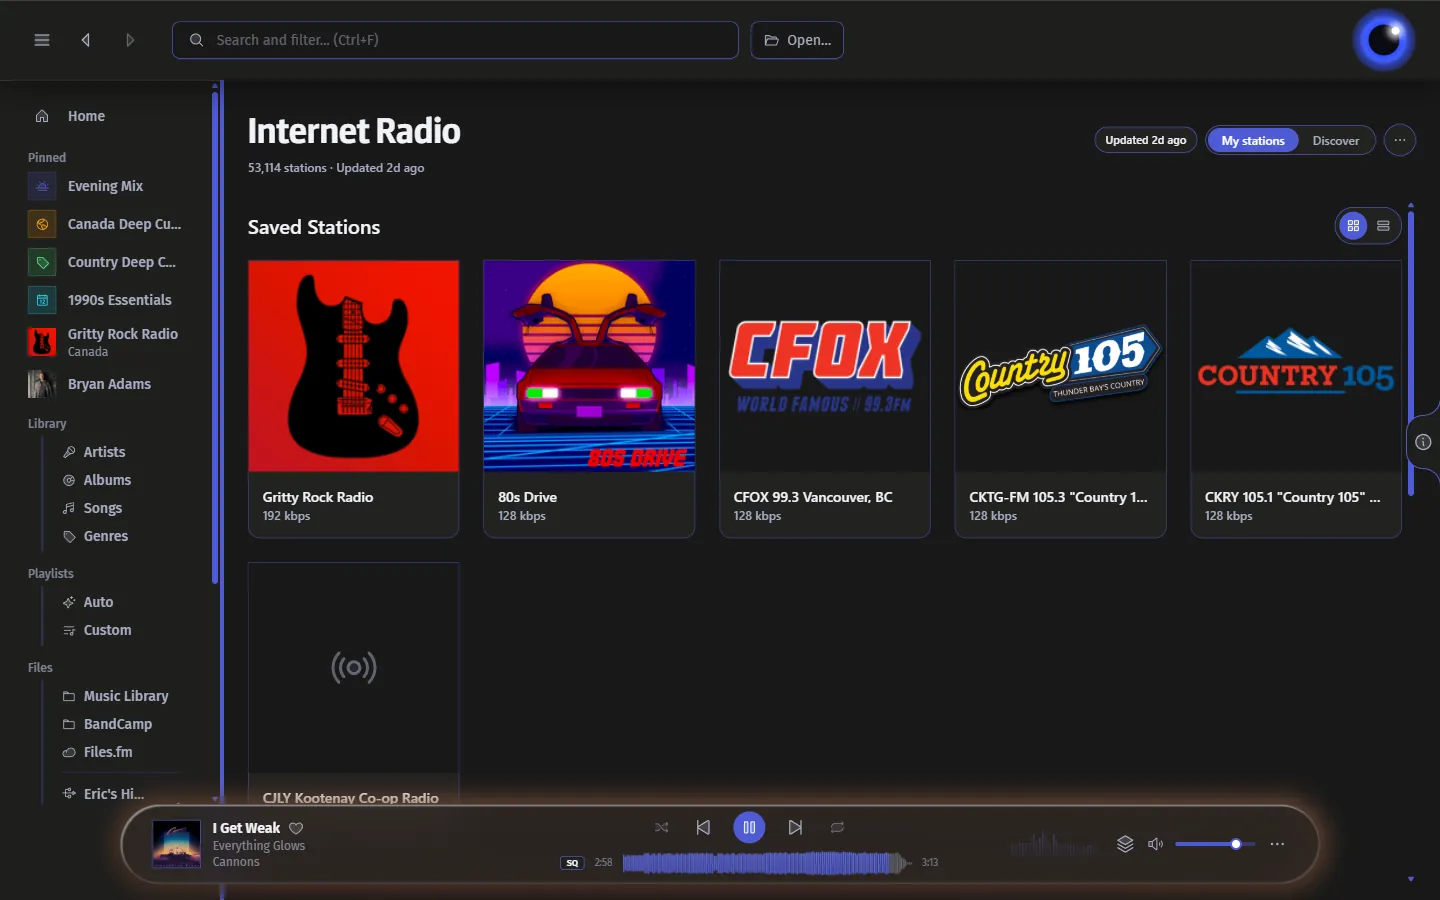 Search and filter... (Ctrl+F)
Open...
Home
Pinned
Evening Mix
Canada Deep Cu...
Country Deep C...
1990s Essentials
Gritty Rock Radio
Canada
Bryan Adams
Library
Artists
Albums
Songs
Genres
Playlists
Auto
Custom
Files
Music Library
BandCamp
Files.fm
Eric's Hi...
Internet Radio
53,114 stations · Updated 2d ago
Updated 2d ago
My stations
Discover
Saved Stations
80s DRIVE
CFOX
WORLD FAMOUS // 99.3FM
Country 105
THUNDER BAY'S COUNTRY
COUNTRY 105
Gritty Rock Radio
192 kbps
80s Drive
128 kbps
CFOX 99.3 Vancouver, BC
128 kbps
CKTG-FM 105.3 "Country 1...
128 kbps
CKRY 105.1 "Country 105" ...
128 kbps
CJLY Kootenay Co-op Radio
I Get Weak
Everything Glows
Cannons
SQ
2:58
3:13